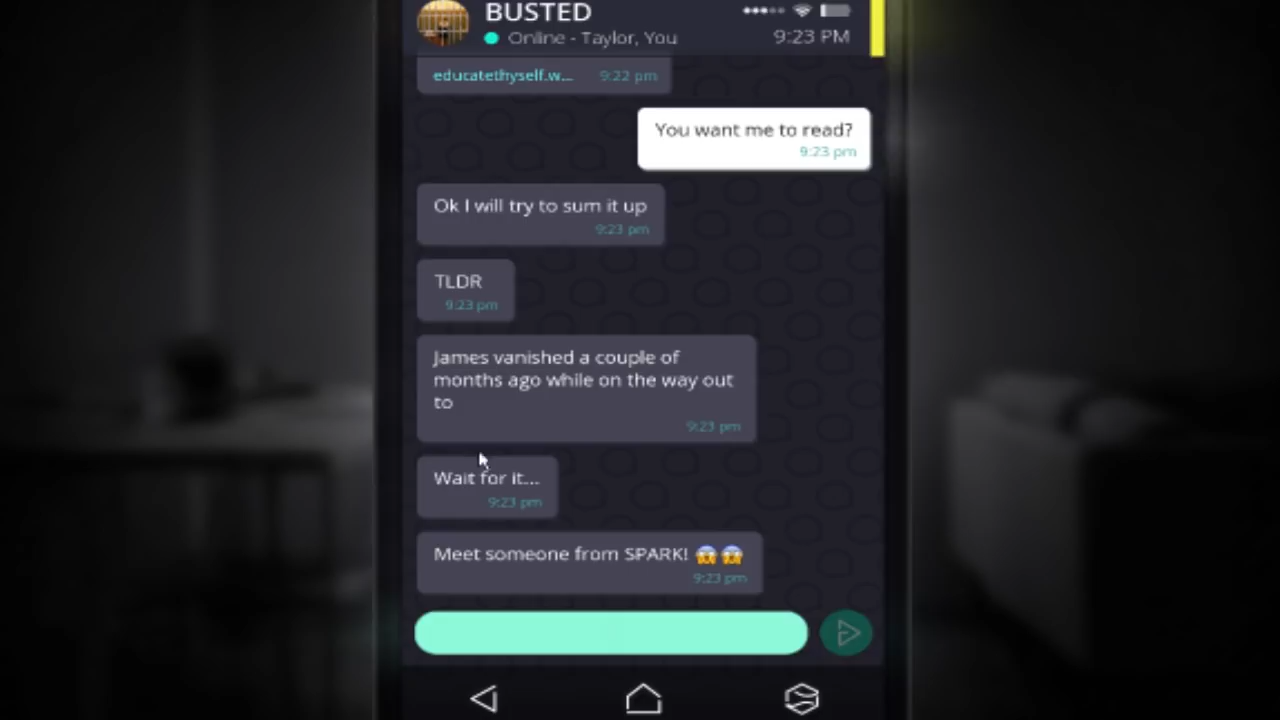 BUSTED
Online - Taylor, You
9:23 PM
educatethyself.w... 9:22 pm
You want me to read?
9:23 pm
Ok I will try to sum it up
9:23 pm
TLDR
9:23 pm
James vanished a couple of
months ago while on the way out
to
9:23 pm
Wait for it...
9:23 pm
Meet someone from SPARK! 😱😱
9:23 pm